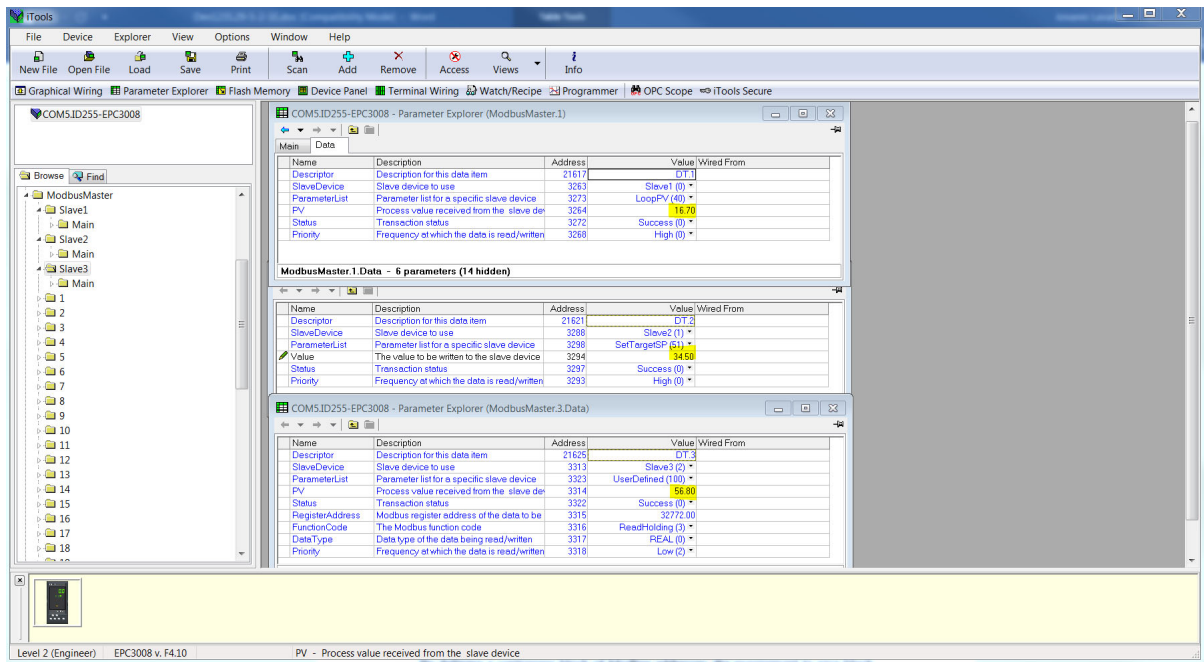 iTools
File Device Explorer View Options Window Help
New File Open File Load Save Print Scan Add Remove Access Views Info
Graphical Wiring Parameter Explorer Flash Memory Device Panel Terminal Wiring Watch/Recipe Programmer OPC Scope iTools Secure
COM5.ID255-EPC3008
Browse Find
ModbusMaster
Slave1
Main
Slave2
Main
Slave3
Main
1
2
3
4
5
6
7
8
9
10
11
12
13
14
15
16
17
18
COM5.ID255-EPC3008 - Parameter Explorer (ModbusMaster.1)
Main Data
Name Description Address Value Wired From
Descriptor Description for this data item 21617 DT.1
SlaveDevice Slave device to use 3263 Slave1 (0)
ParameterList Parameter list for a specific slave device 3273 LoopPV (40)
PV Process value received from the slave dev 3264 16.70
Status Transaction status 3272 Success (0)
Priority Frequency at which the data is read/written 3268 High (0)
ModbusMaster.1.Data - 6 parameters (14 hidden)
Name Description Address Value Wired From
Descriptor Description for this data item 21621 DT.2
SlaveDevice Slave device to use 3288 Slave2 (1)
ParameterList Parameter list for a specific slave device 3298 SetTargetSP (51)
Value The value to be written to the slave device 3294 34.50
Status Transaction status 3297 Success (0)
Priority Frequency at which the data is read/written 3293 High (0)
COM5.ID255-EPC3008 - Parameter Explorer (ModbusMaster.3.Data)
Name Description Address Value Wired From
Descriptor Description for this data item 21625 DT.3
SlaveDevice Slave device to use 3313 Slave3 (2)
ParameterList Parameter list for a specific slave device 3323 UserDefined (100)
PV Process value received from the slave dev 3314 56.80
Status Transaction status 3322 Success (0)
RegisterAddress Modbus register address of the data to be 3315 32772.00
FunctionCode The Modbus function code 3316 ReadHolding (3)
DataType Data type of the data being read/written 3317 REAL (0)
Priority Frequency at which the data is read/written 3318 Low (2)
Level 2 (Engineer) EPC3008 v. F4.10 PV - Process value received from the slave device